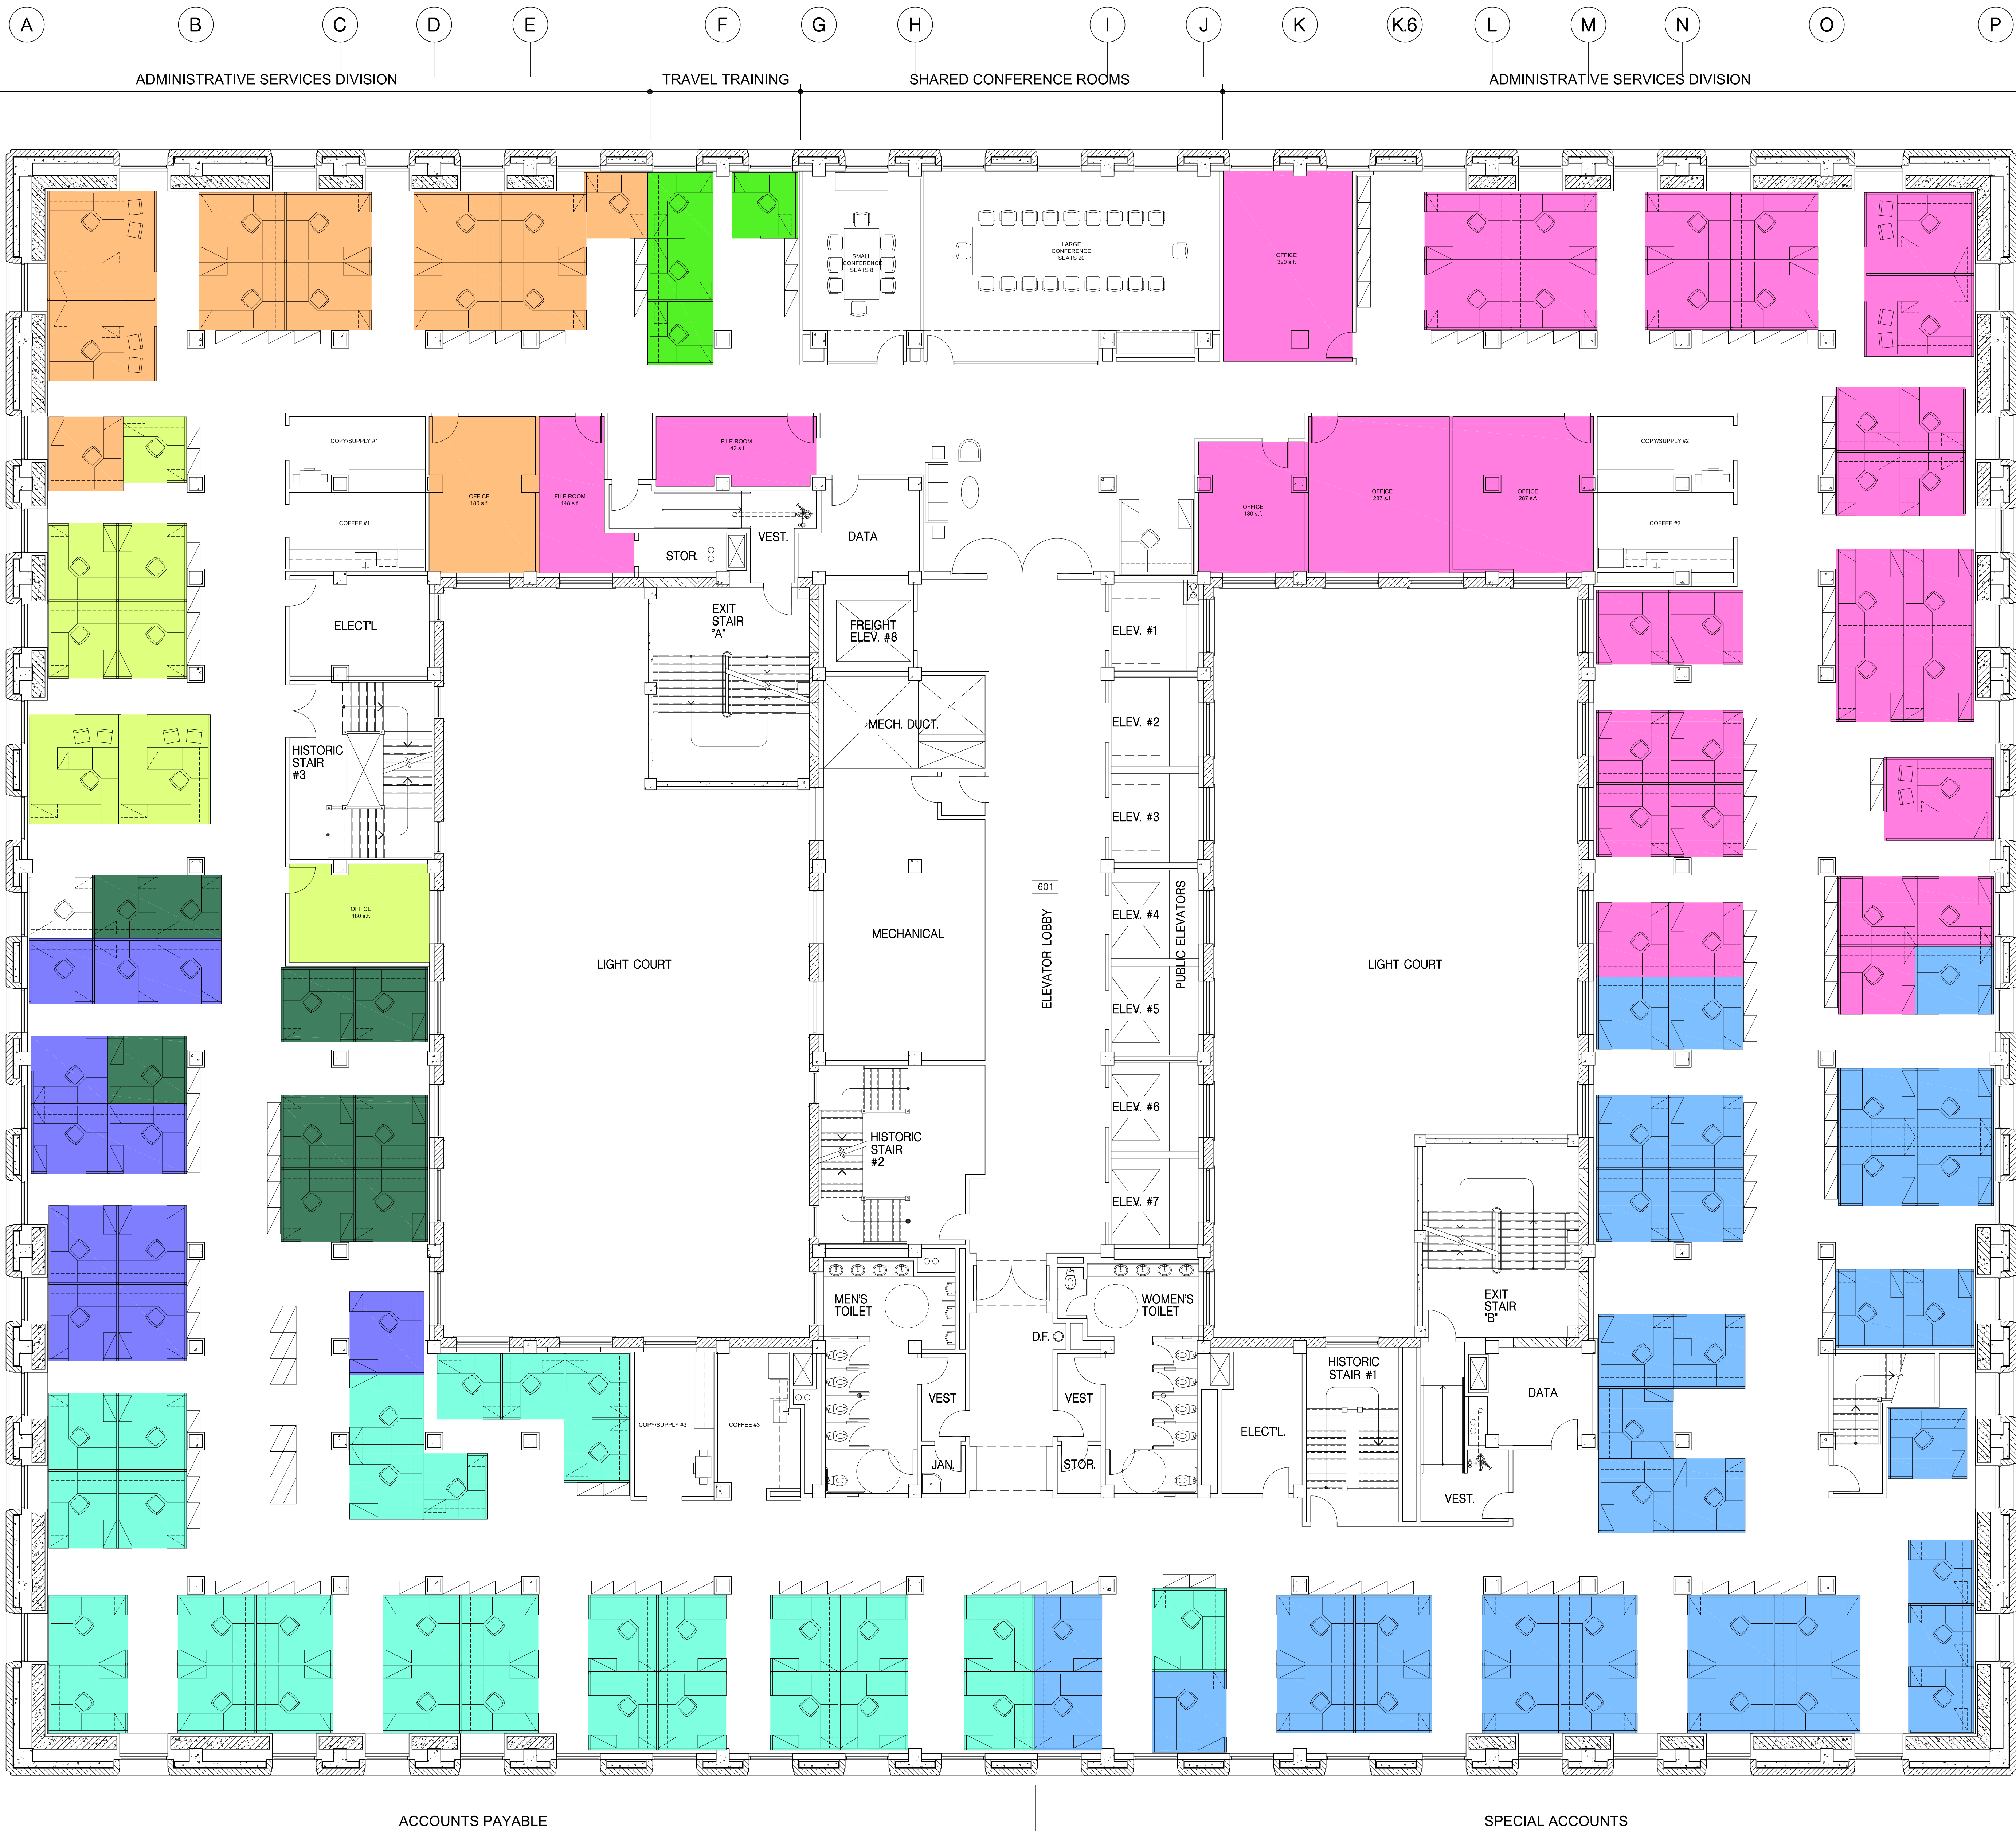 A B C D E F G H I J K K.6 L M N O P
ADMINISTRATIVE SERVICES DIVISION
TRAVEL TRAINING
SHARED CONFERENCE ROOMS
ADMINISTRATIVE SERVICES DIVISION
SMALL
CONFERENCE
SEATS 8
LARGE
CONFERENCE
SEATS 20
OFFICE
320 s.f.
COPY/SUPPLY #1
FILE ROOM
142 s.f.
COPY/SUPPLY #2
OFFICE
180 s.f.
FILE ROOM
148 s.f.
OFFICE
180 s.f.
OFFICE
287 s.f.
OFFICE
287 s.f.
COFFEE #1
STOR.
VEST.
DATA
COFFEE #2
ELECT'L
EXIT
STAIR
"A"
FREIGHT
ELEV. #8
ELEV. #1
HISTORIC
STAIR
#3
MECH. DUCT.
ELEV. #2
ELEV. #3
OFFICE
180 s.f.
601
ELEVATOR LOBBY
ELEV. #4
PUBLIC ELEVATORS
LIGHT COURT
MECHANICAL
LIGHT COURT
ELEV. #5
HISTORIC
STAIR
#2
ELEV. #6
ELEV. #7
MEN'S
TOILET
WOMEN'S
TOILET
EXIT
STAIR
"B"
D.F.
HISTORIC
STAIR #1
VEST
VEST
DATA
COPY/SUPPLY #3
COFFEE #3
ELECT'L.
JAN.
STOR.
VEST.
ACCOUNTS PAYABLE
SPECIAL ACCOUNTS